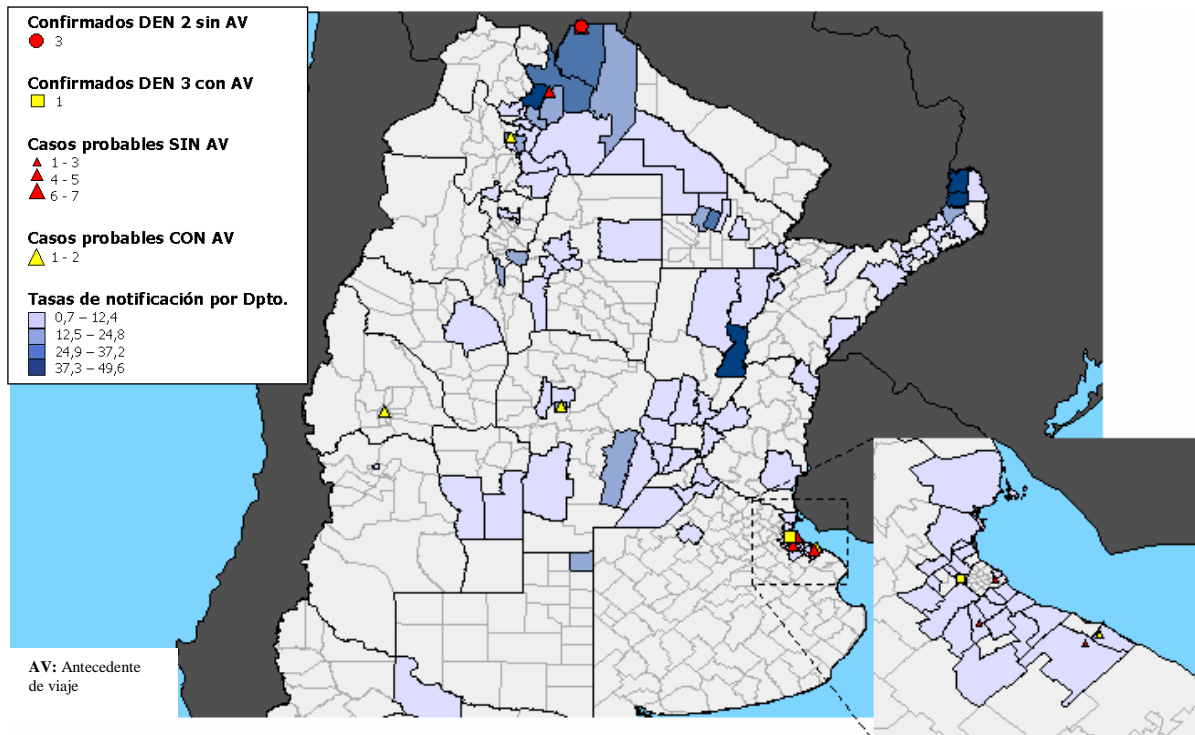 Confirmados DEN 2 sin AV
3
Confirmados DEN 3 con AV
1
Casos probables SIN AV
1 - 3
4 - 5
6 - 7
Casos probables CON AV
1 - 2
Tasas de notificación por Dpto.
0,7 – 12,4
12,5 – 24,8
24,9 – 37,2
37,3 – 49,6
AV: Antecedente
de viaje